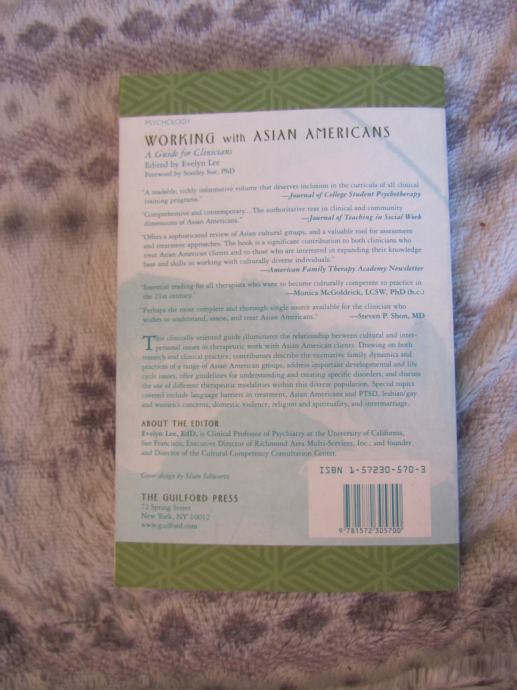 PSYCHOLOGY
WORKING with ASIAN AMERICANS
A Guide for Clinicians
Edited by Evelyn Lee
Foreword by Stanley Sue, PhD
"A readable, richly informative volume that deserves inclusion in the curricula of all clinical
training programs."
—Journal of College Student Psychotherapy
"Comprehensive and contemporary...The authoritative text in clinical and community
dimensions of Asian Americans."
—Journal of Teaching in Social Work
"Offers a sophisticated review of Asian cultural groups, and a valuable tool for assessment
and treatment approaches. The book is a significant contribution to both clinicians who
treat Asian American clients and to those who are interested in expanding their knowledge
base and skills in working with culturally diverse individuals."
—American Family Therapy Academy Newsletter
"Essential reading for all therapists who want to become culturally competent to practice in
the 21st century."
—Monica McGoldrick, LCSW, PhD (h.c.)
"Perhaps the most complete and thorough single source available for the clinician who
wishes to understand, assess, and treat Asian Americans."
—Steven P. Shon, MD
This clinically oriented guide illuminates the relationship between cultural and inter-
personal issues in therapeutic work with Asian American clients. Drawing on both
research and clinical practice, contributors describe the normative family dynamics and
practices of a range of Asian American groups, address important developmental and life
cycle issues, offer guidelines for understanding and treating specific disorders, and discuss
the use of different therapeutic modalities within this diverse population. Special topics
covered include language barriers in treatment, Asian Americans and PTSD, lesbian/gay
and women's concerns, domestic violence, religion and spirituality, and intermarriage.
ABOUT THE EDITOR
Evelyn Lee, EdD, is Clinical Professor of Psychiatry at the University of California,
San Francisco, Executive Director of Richmond Area Multi-Services, Inc., and founder
and Director of the Cultural Competency Consultation Center.
Cover design by Sham Schwartz
THE GUILFORD PRESS
72 Spring Street
New York, NY 10012
www.guilford.com
ISBN 1-57230-570-3
9 781572 305700